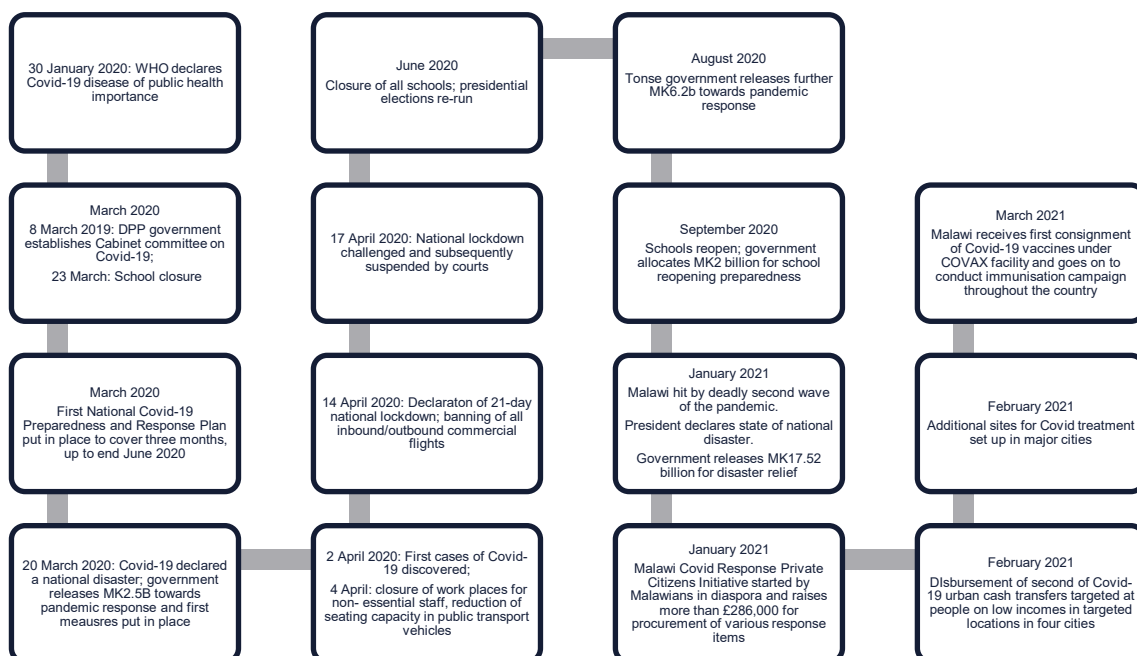 30 January 2020: WHO declares
Covid-19 disease of public health
importance
March 2020
8 March 2019: DPP government
establishes Cabinet committee on
Covid-19;
23 March: School closure
March 2020
First National Covid-19
Preparedness and Response Plan
put in place to cover three months,
up to end June 2020
20 March 2020: Covid-19 declared
a national disaster; government
releases MK2.5B towards
pandemic response and first
meausres put in place
2 April 2020: First cases of Covid-
19 discovered;
4 April: closure of work places for
non- essential staff, reduction of
seating capacity in public transport
vehicles
14 April 2020: Declaraton of 21-day
national lockdown; banning of all
inbound/outbound commercial
flights
17 April 2020: National lockdown
challenged and subsequently
suspended by courts
June 2020
Closure of all schools; presidential
elections re-run
August 2020
Tonse government releases further
MK6.2b towards pandemic
response
September 2020
Schools reopen; government
allocates MK2 billion for school
reopening preparedness
January 2021
Malawi hit by deadly second wave
of the pandemic.
President declares state of national
disaster.
Government releases MK17.52
billion for disaster relief
January 2021
Malawi Covid Response Private
Citizens Initiative started by
Malawians in diaspora and raises
more than £286,000 for
procurement of various response
items
February 2021
DIsbursement of second of Covid-
19 urban cash transfers targeted at
people on low incomes in targeted
locations in four cities
February 2021
Additional sites for Covid treatment
set up in major cities
March 2021
Malawi receives first consignment
of Covid-19 vaccines under
COVAX facility and goes on to
conduct immunisation campaign
throughout the country